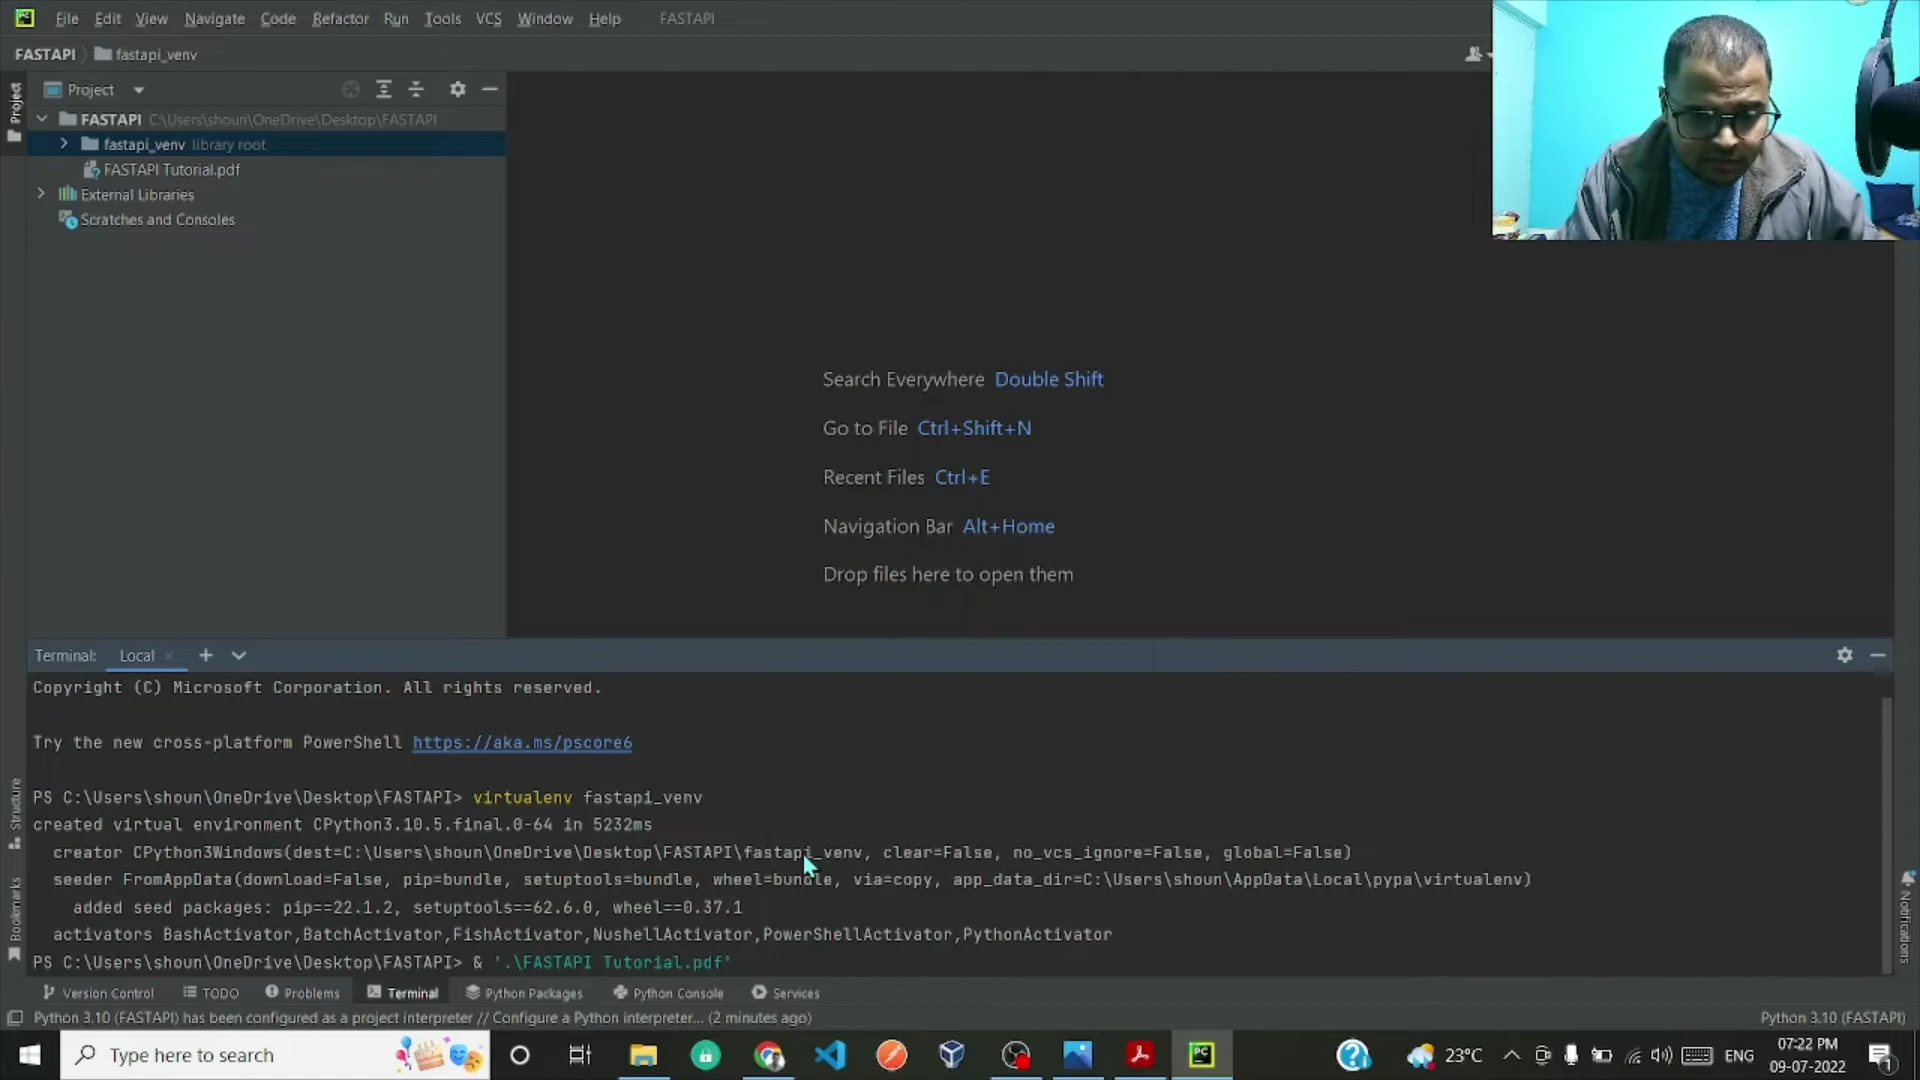 File Edit View Navigate Code Refactor Run Tools VCS Window Help FASTAPI
FASTAPI fastapi_venv
Project
Project
FASTAPI C:\Users\shoun\OneDrive\Desktop\FASTAPI
fastapi_venv library root
FASTAPI Tutorial.pdf
External Libraries
Scratches and Consoles
Search Everywhere Double Shift
Go to File Ctrl+Shift+N
Recent Files Ctrl+E
Navigation Bar Alt+Home
Drop files here to open them
Terminal: Local
Copyright (C) Microsoft Corporation. All rights reserved.
Try the new cross-platform PowerShell https://aka.ms/pscore6
PS C:\Users\shoun\OneDrive\Desktop\FASTAPI> virtualenv fastapi_venv
created virtual environment CPython3.10.5.final.0-64 in 5232ms
creator CPython3Windows(dest=C:\Users\shoun\OneDrive\Desktop\FASTAPI\fastapi_venv, clear=False, no_vcs_ignore=False, global=False)
seeder FromAppData(download=False, pip=bundle, setuptools=bundle, wheel=bundle, via=copy, app_data_dir=C:\Users\shoun\AppData\Local\pypa\virtualenv)
added seed packages: pip==22.1.2, setuptools==62.6.0, wheel==0.37.1
activators BashActivator,BatchActivator,FishActivator,NushellActivator,PowerShellActivator,PythonActivator
PS C:\Users\shoun\OneDrive\Desktop\FASTAPI> & '.\FASTAPI Tutorial.pdf'
Structure
Bookmarks
Notifications
Version Control TODO Problems Terminal Python Packages Python Console Services
Python 3.10 (FASTAPI) has been configured as a project interpreter // Configure a Python interpreter... (2 minutes ago) Python 3.10 (FASTAPI)
Type here to search
PC
23°C
ENG
07:22 PM
09-07-2022
1